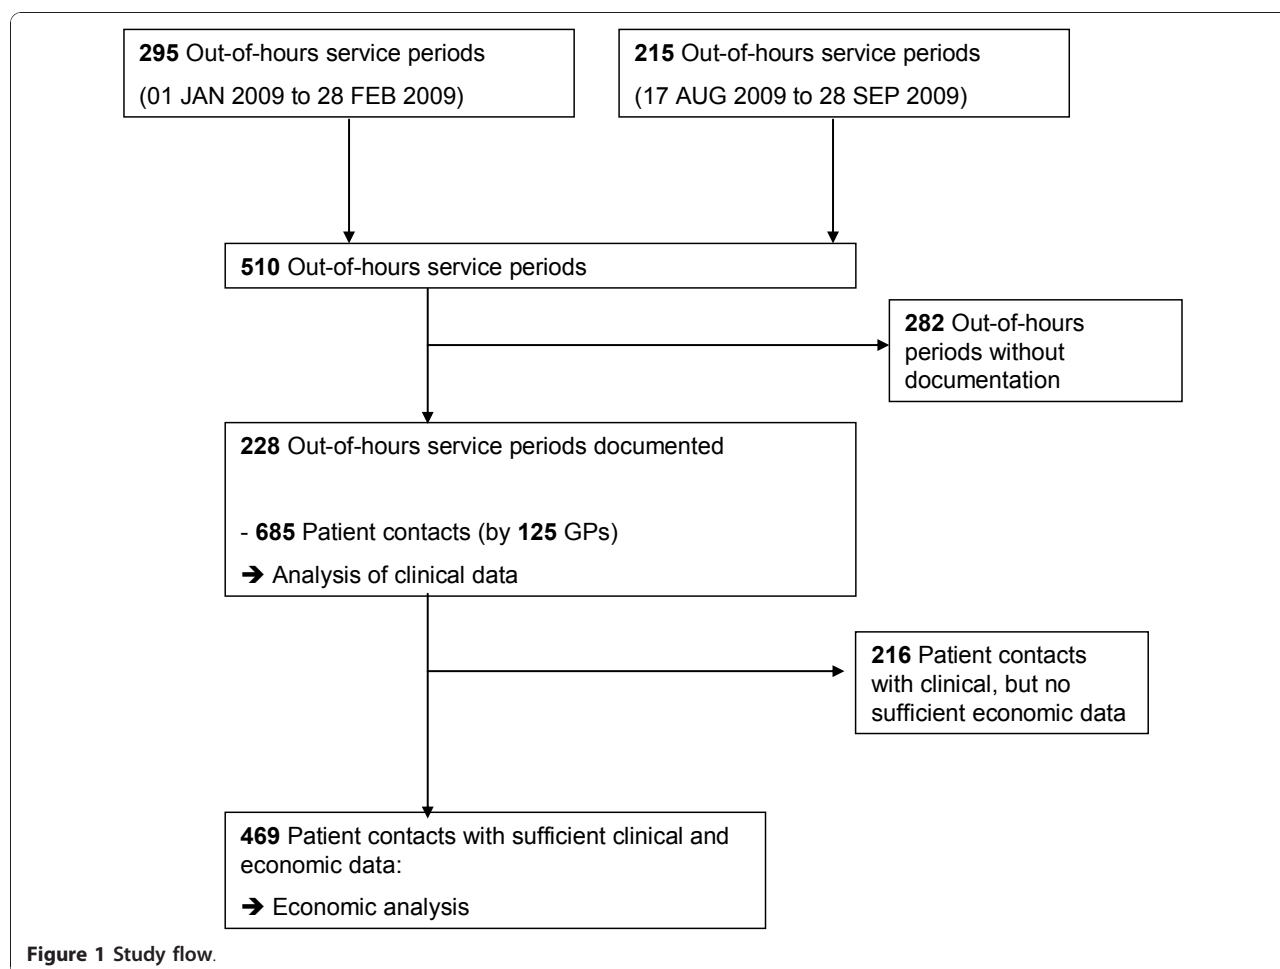 295 Out-of-hours service periods
(01 JAN 2009 to 28 FEB 2009)
215 Out-of-hours service periods
(17 AUG 2009 to 28 SEP 2009)
510 Out-of-hours service periods
282 Out-of-hours
periods without
documentation
228 Out-of-hours service periods documented
- 685 Patient contacts (by 125 GPs)
➔ Analysis of clinical data
216 Patient contacts
with clinical, but no
sufficient economic data
469 Patient contacts with sufficient clinical and
economic data:
➔ Economic analysis
Figure 1 Study flow.